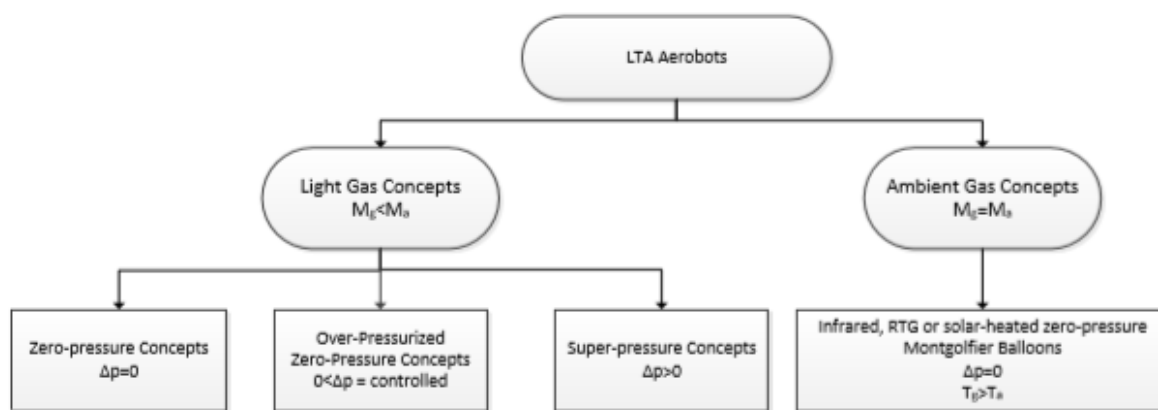 LTA Aerobots
Light Gas Concepts
Mg<Ma
Ambient Gas Concepts
Mg=Ma
Zero-pressure Concepts
Δp=0
Over-Pressurized
Zero-Pressure Concepts
0<Δp = controlled
Super-pressure Concepts
Δp>0
Infrared, RTG or solar-heated zero-pressure
Montgolfier Balloons
Δp=0
Tg>Ta